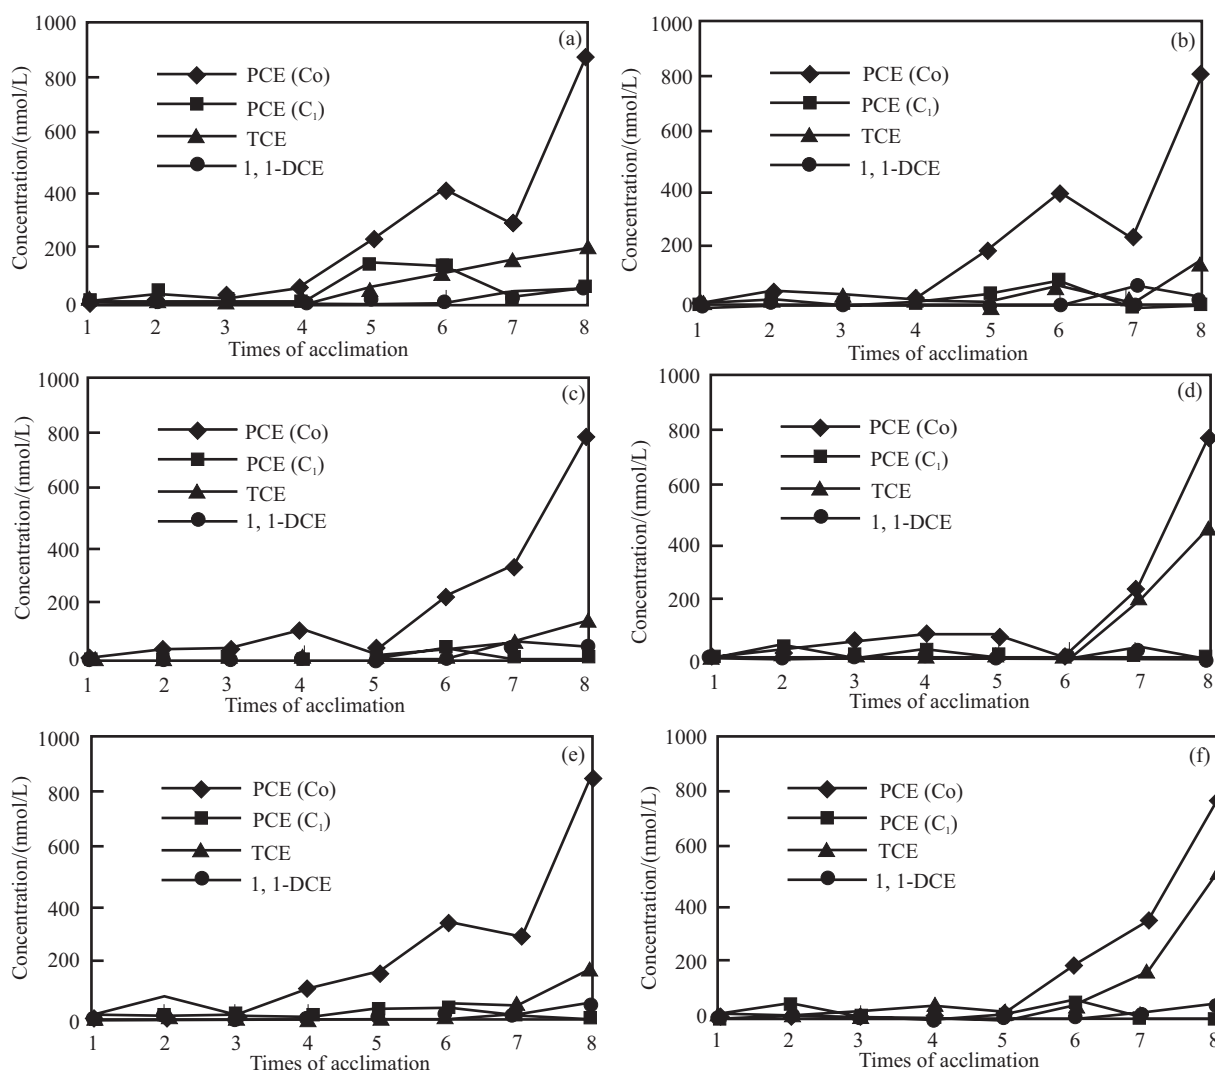 (a)
1000
800
600
400
200
0
Concentration/(nmol/L)
PCE (Co)
PCE (C₁)
TCE
1, 1-DCE
1 2 3 4 5 6 7 8
Times of acclimation
(b)
1000
800
600
400
200
0
Concentration/(nmol/L)
PCE (Co)
PCE (C₁)
TCE
1, 1-DCE
1 2 3 4 5 6 7 8
Times of acclimation
(c)
1000
800
600
400
200
0
Concentration/(nmol/L)
PCE (Co)
PCE (C₁)
TCE
1, 1-DCE
1 2 3 4 5 6 7 8
Times of acclimation
(d)
1000
800
600
400
200
0
Concentration/(nmol/L)
PCE (Co)
PCE (C₁)
TCE
1, 1-DCE
1 2 3 4 5 6 7 8
Times of acclimation
(e)
1000
800
600
400
200
0
Concentration/(nmol/L)
PCE (Co)
PCE (C₁)
TCE
1, 1-DCE
1 2 3 4 5 6 7 8
Times of acclimation
(f)
1000
800
600
400
200
0
Concentration/(nmol/L)
PCE (Co)
PCE (C₁)
TCE
1, 1-DCE
1 2 3 4 5 6 7 8
Times of acclimation